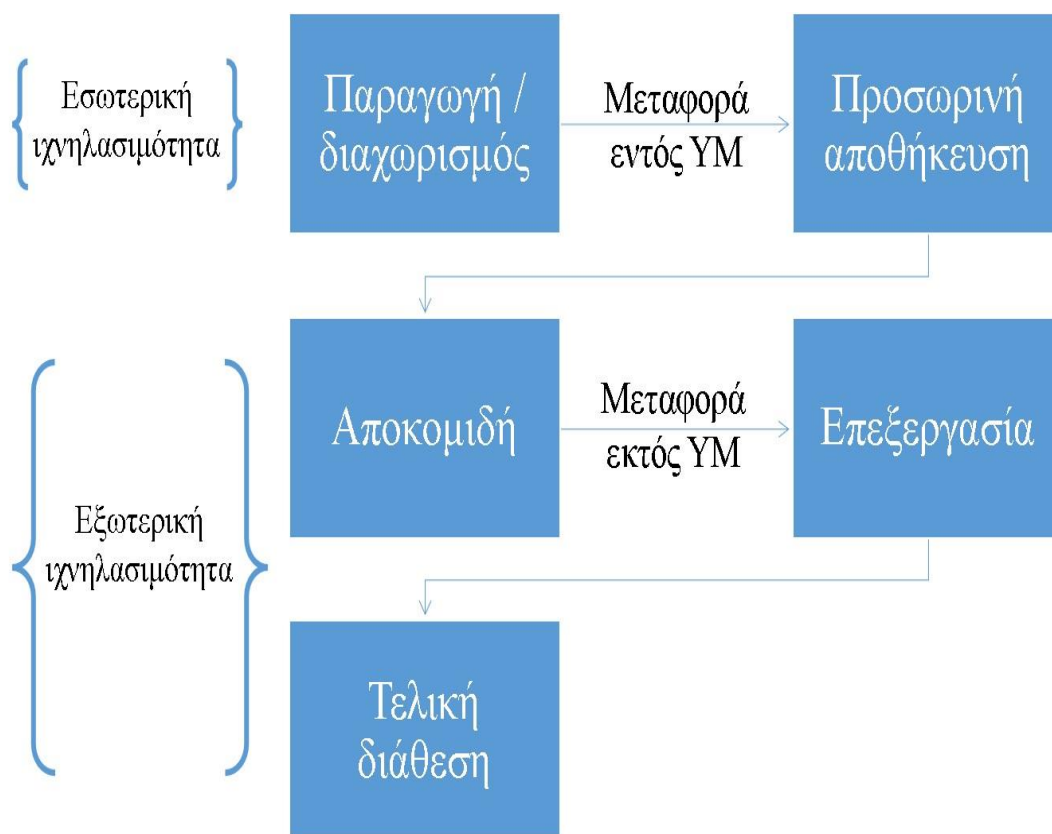 Εσωτερική
ιχνηλασιμότητα
Παραγωγή /
διαχωρισμός
Μεταφορά
εντός ΥΜ
Προσωρινή
αποθήκευση
Εξωτερική
ιχνηλασιμότητα
Αποκομιδή
Μεταφορά
εκτός ΥΜ
Επεξεργασία
Τελική
διάθεση